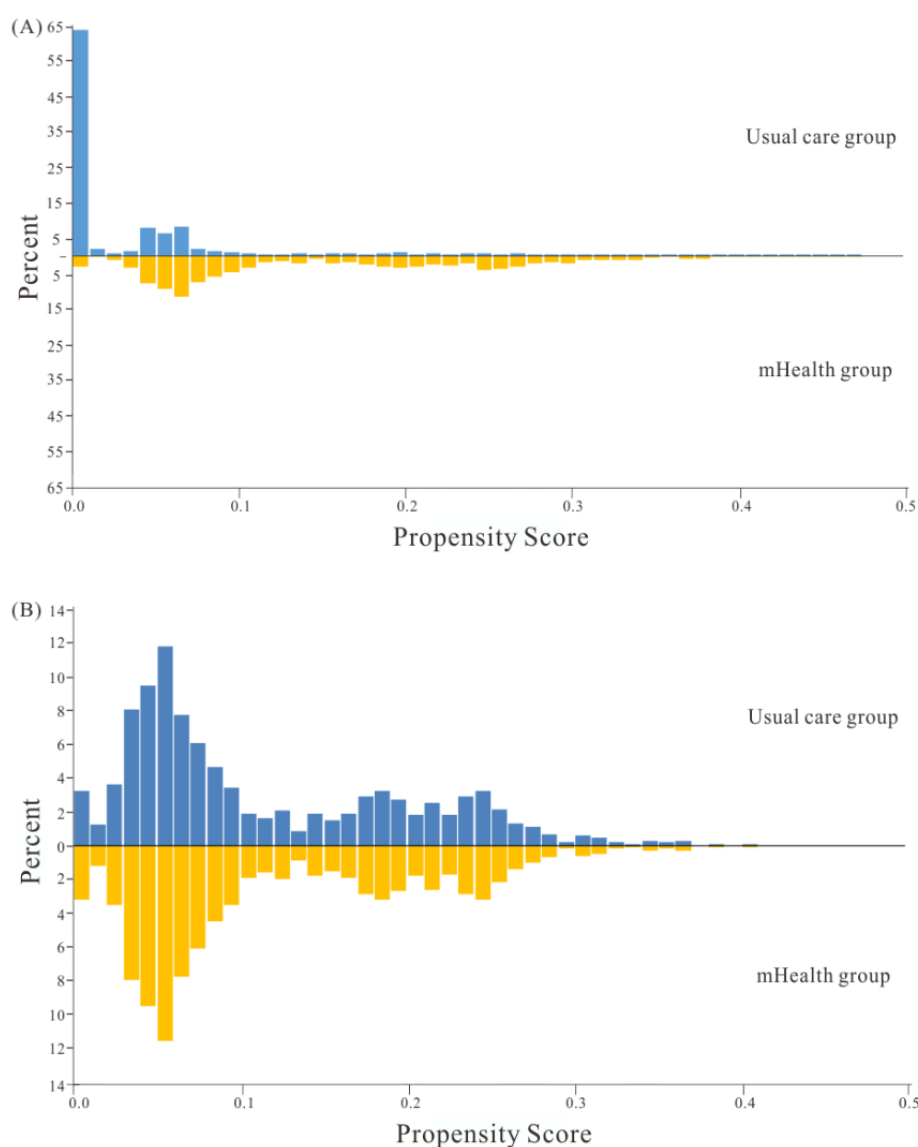 (A)
65
55
45
35
25
15
5
–
5
15
25
35
45
55
65
Percent
Usual care group
mHealth group
0.0 0.1 0.2 0.3 0.4 0.5
Propensity Score
(B)
14
12
10
8
6
4
2
0
2
4
6
8
10
12
14
Percent
Usual care group
mHealth group
0.0 0.1 0.2 0.3 0.4 0.5
Propensity Score